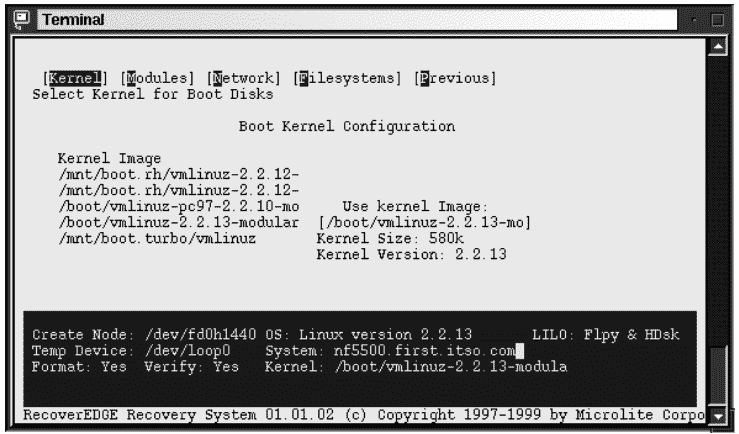 Terminal
[Kernel] [Modules] [Network] [Filesystems] [Previous]
Select Kernel for Boot Disks
Boot Kernel Configuration
Kernel Image
/mnt/boot.rh/vmlinuz-2.2.12-
/mnt/boot.rh/vmlinuz-2.2.12-
/boot/vmlinuz-pc97-2.2.10-mo Use kernel Image:
/boot/vmlinuz-2.2.13-modular [/boot/vmlinuz-2.2.13-mo]
/mnt/boot.turbo/vmlinuz Kernel Size: 580k
Kernel Version: 2.2.13
Create Node: /dev/fd0h1440 OS: Linux version 2.2.13 LILO: Flpy & HDsk
Temp Device: /dev/loop0 System: nf5500.first.itso.com
Format: Yes Verify: Yes Kernel: /boot/vmlinuz-2.2.13-modula
RecoverEDGE Recovery System 01.01.02 (c) Copyright 1997-1999 by Microlite Corpo